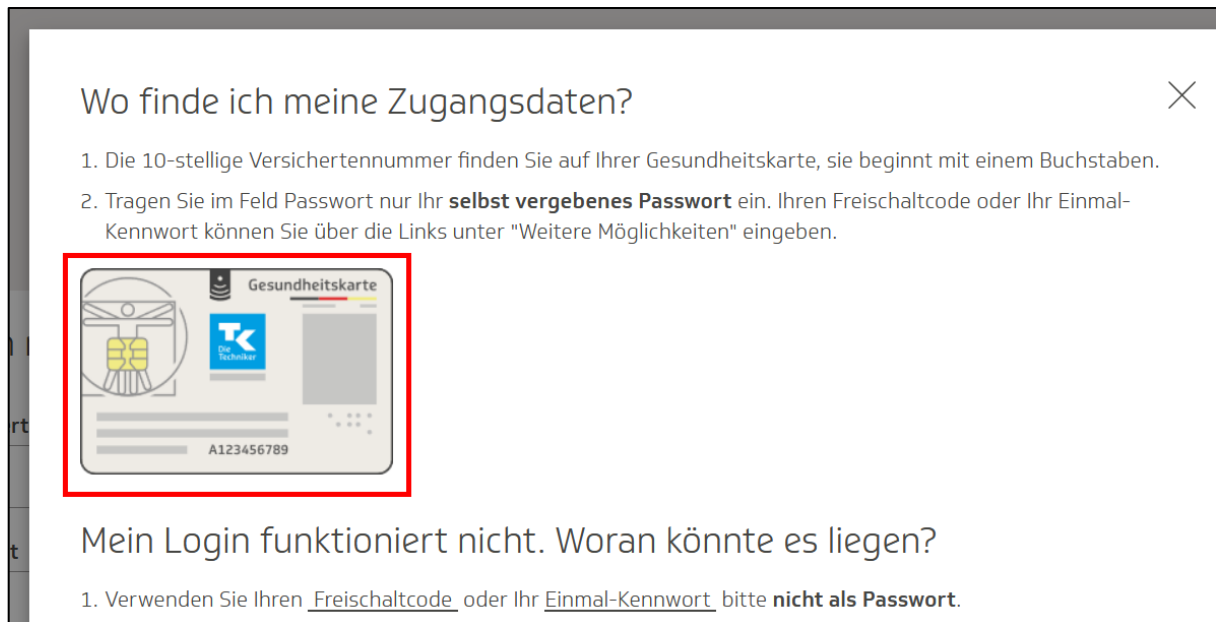 Wo finde ich meine Zugangsdaten?
1. Die 10-stellige Versichertennummer finden Sie auf Ihrer Gesundheitskarte, sie beginnt mit einem Buchstaben.
2. Tragen Sie im Feld Passwort nur Ihr selbst vergebenes Passwort ein. Ihren Freischaltcode oder Ihr Einmal-
Kennwort können Sie über die Links unter "Weitere Möglichkeiten" eingeben.
Gesundheitskarte
TK
Die
Techniker
A123456789
Mein Login funktioniert nicht. Woran könnte es liegen?
1. Verwenden Sie Ihren Freischaltcode oder Ihr Einmal-Kennwort bitte nicht als Passwort.